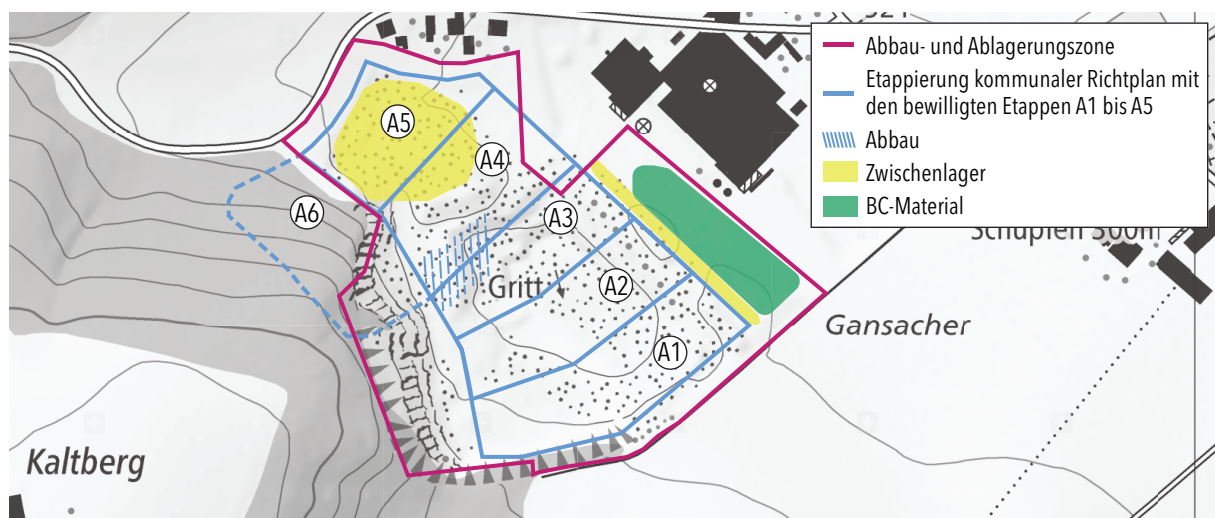 Abbau- und Ablagerungszone
Etappierung kommunaler Richtplan mit
den bewilligten Etappen A1 bis A5
Abbau
Zwischenlager
BC-Material
A5
A4
A6
A3
Gritt
A2
A1
Gansacher
Kaltberg